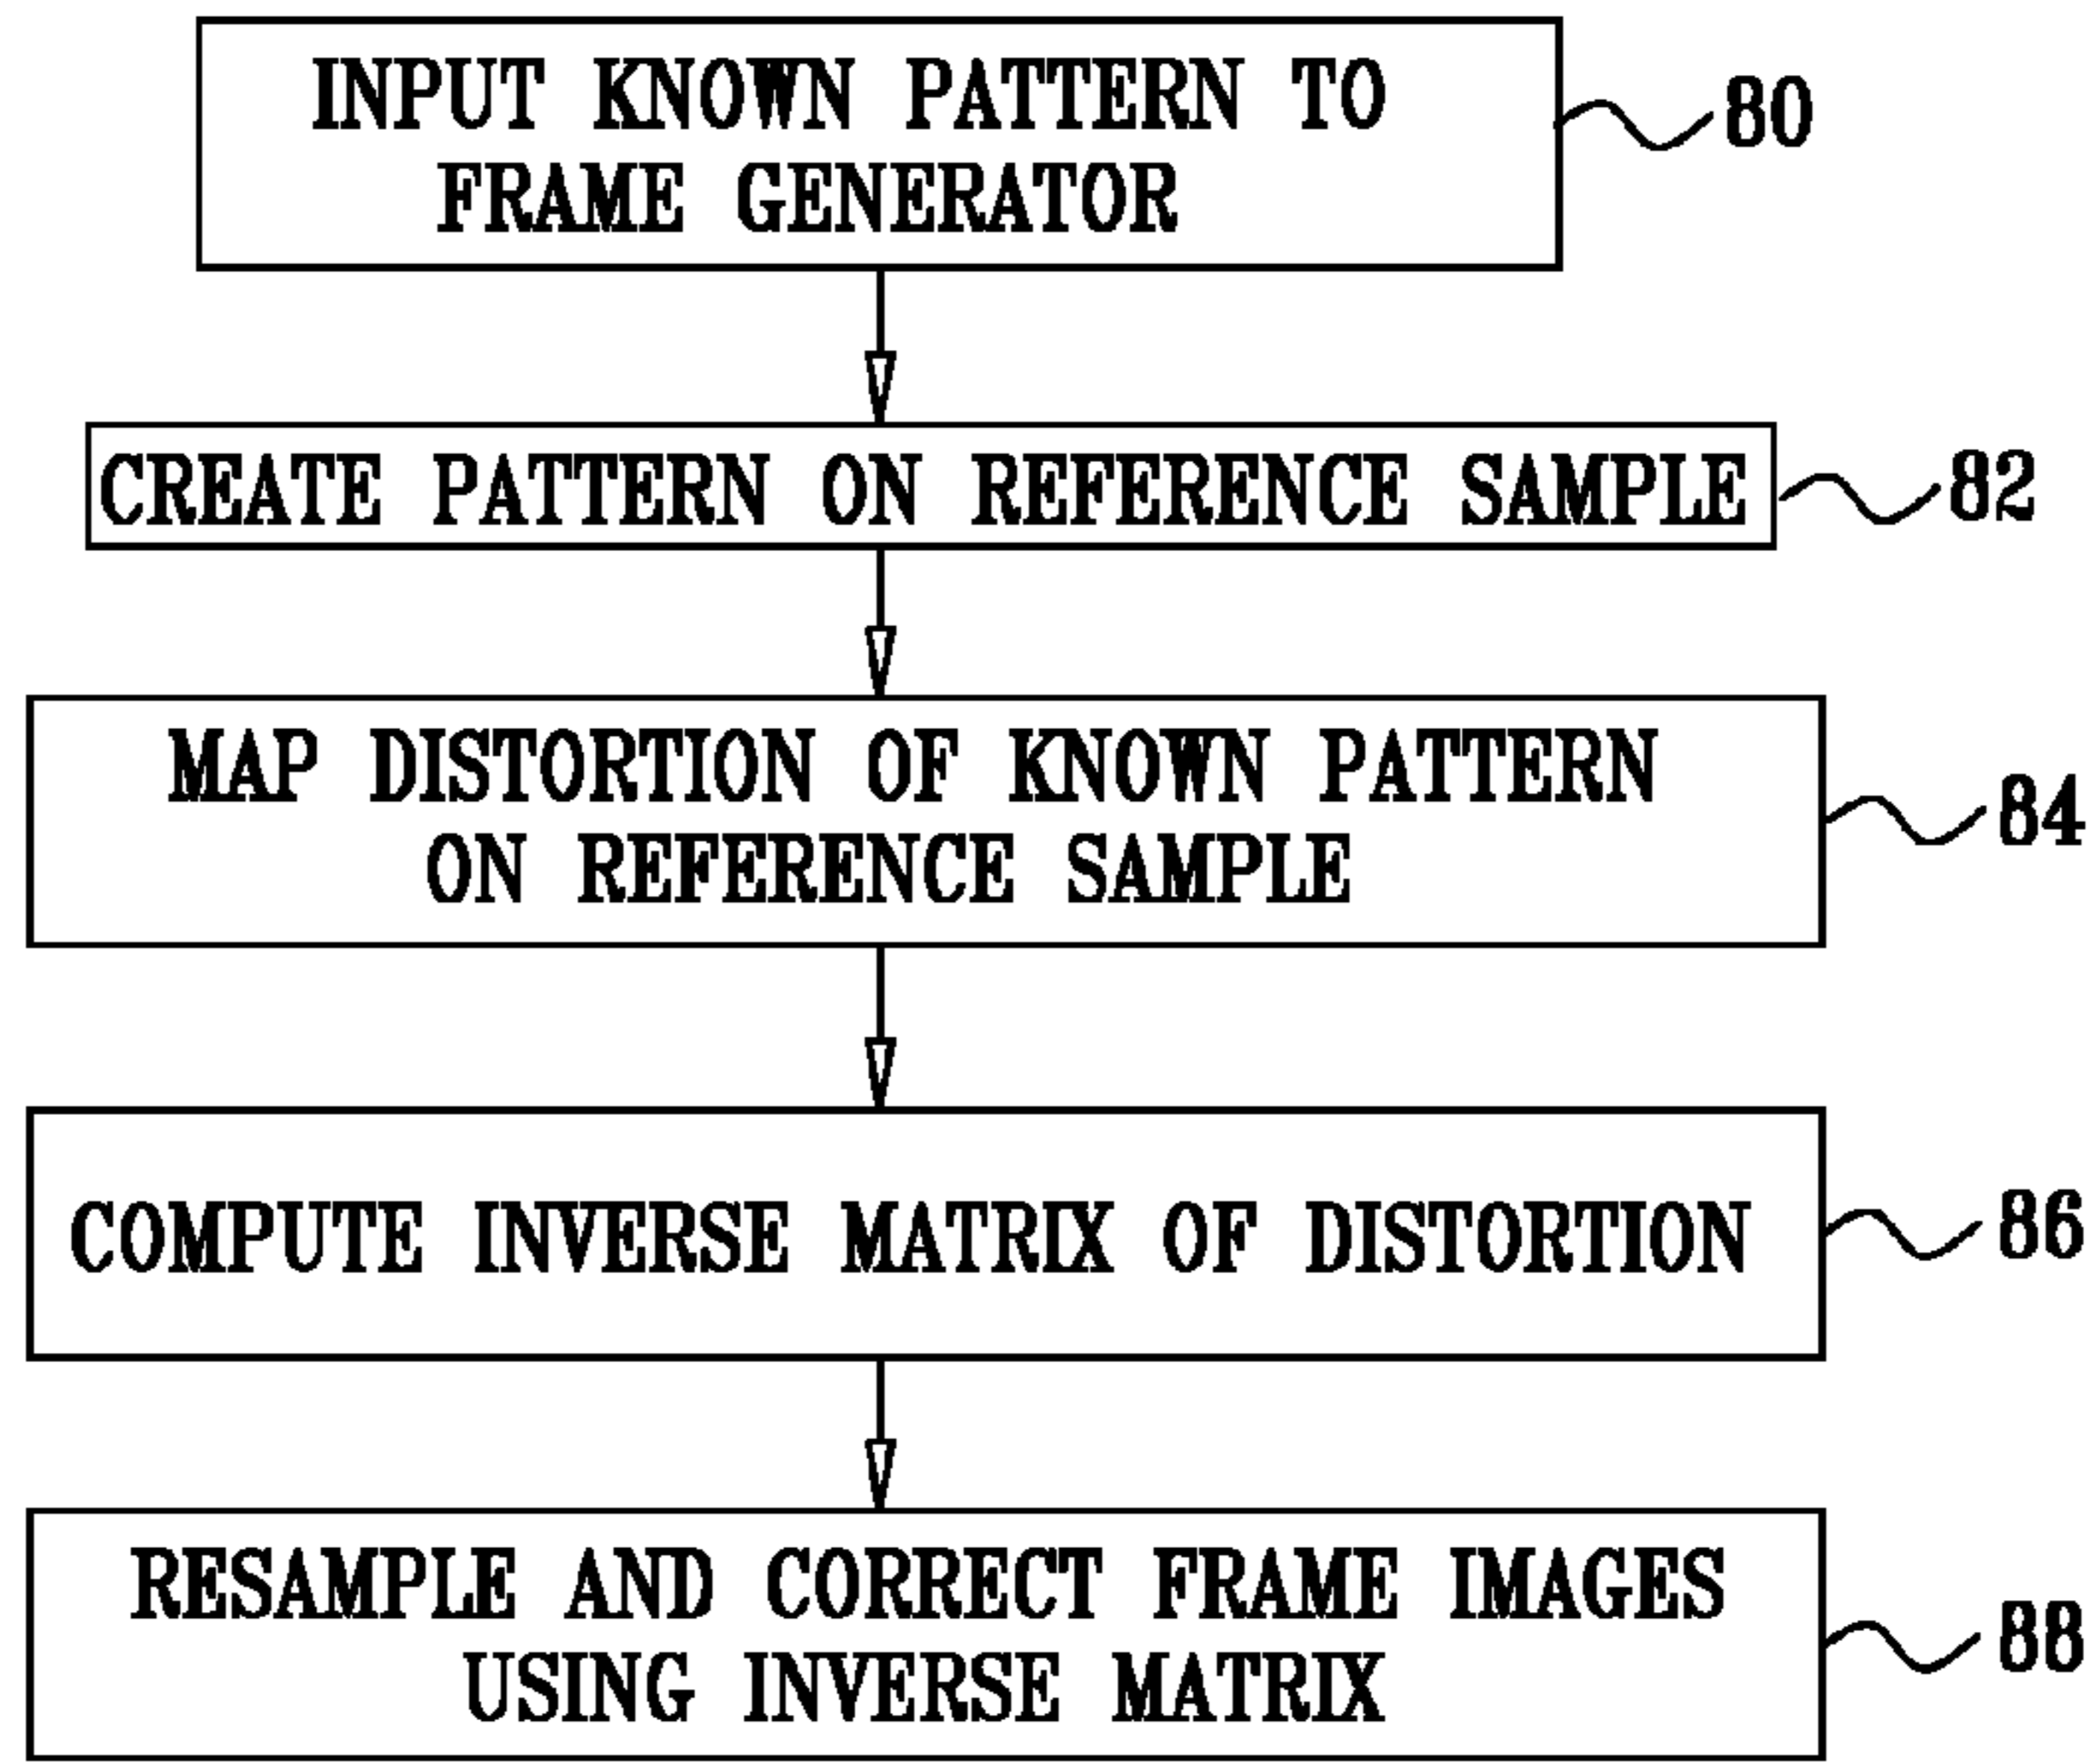 INPUT KNOWN PATTERN TO
FRAME GENERATOR
80
CREATE PATTERN ON REFERENCE SAMPLE
82
MAP DISTORTION OF KNOWN PATTERN
ON REFERENCE SAMPLE
84
COMPUTE INVERSE MATRIX OF DISTORTION
86
RESAMPLE AND CORRECT FRAME IMAGES
USING INVERSE MATRIX
88